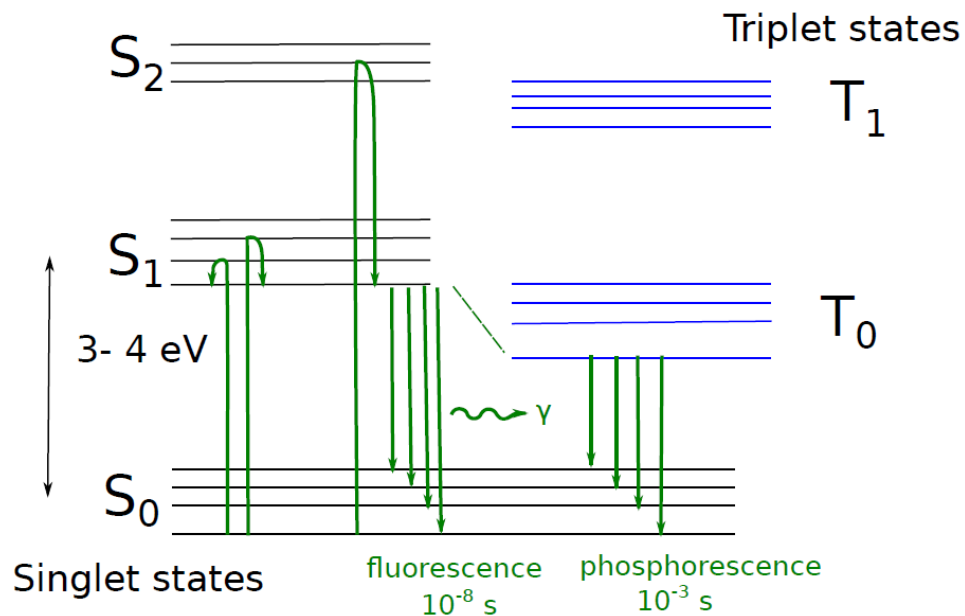 Triplet states
S₂
T₁
S₁
T₀
3- 4 eV
γ
S₀
Singlet states
fluorescence
10⁻⁸ s
phosphorescence
10⁻³ s